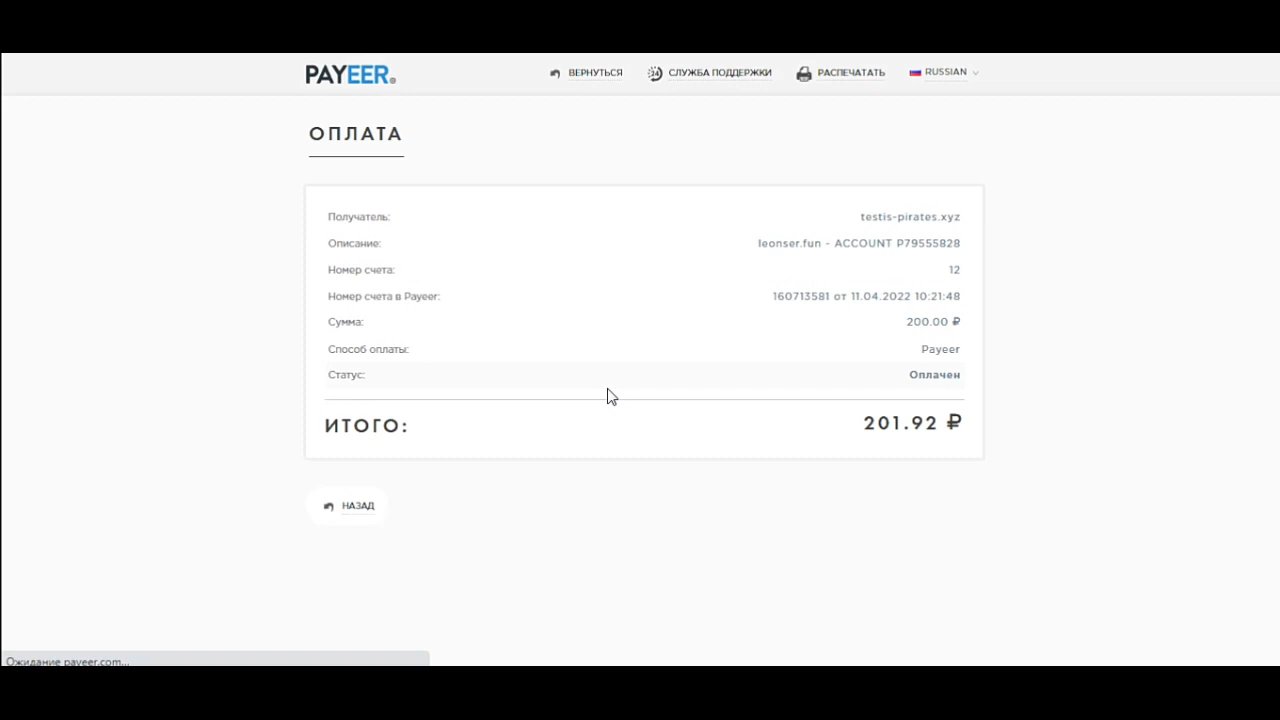 PAYEER®
ВЕРНУТЬСЯ
СЛУЖБА ПОДДЕРЖКИ
РАСПЕЧАТАТЬ
RUSSIAN
ОПЛАТА
Получатель: testis-pirates.xyz
Описание: leonser.fun - ACCOUNT P79555828
Номер счета: 12
Номер счета в Payeer: 160713581 от 11.04.2022 10:21:48
Сумма: 200.00 ₽
Способ оплаты: Payeer
Статус: Оплачен
ИТОГО: 201.92 ₽
НАЗАД
Ожидание payeer.com...